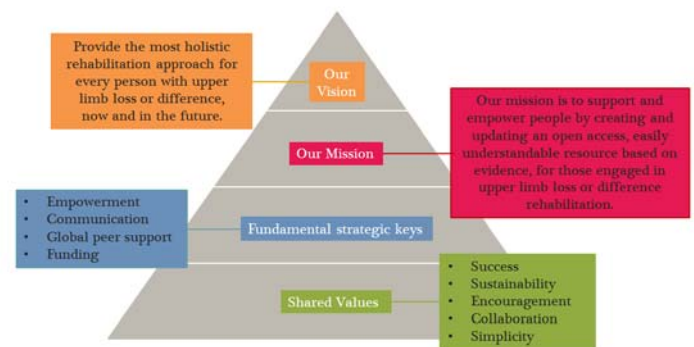 Provide the most holistic
rehabilitation approach for
every person with upper
limb loss or difference,
now and in the future.
Our
Vision
Our mission is to support and
empower people by creating and
updating an open access, easily
understandable resource based on
evidence, for those engaged in
upper limb loss or difference
rehabilitation.
Our Mission
• Empowerment
• Communication
• Global peer support
• Funding
Fundamental strategic keys
Shared Values
• Success
• Sustainability
• Encouragement
• Collaboration
• Simplicity